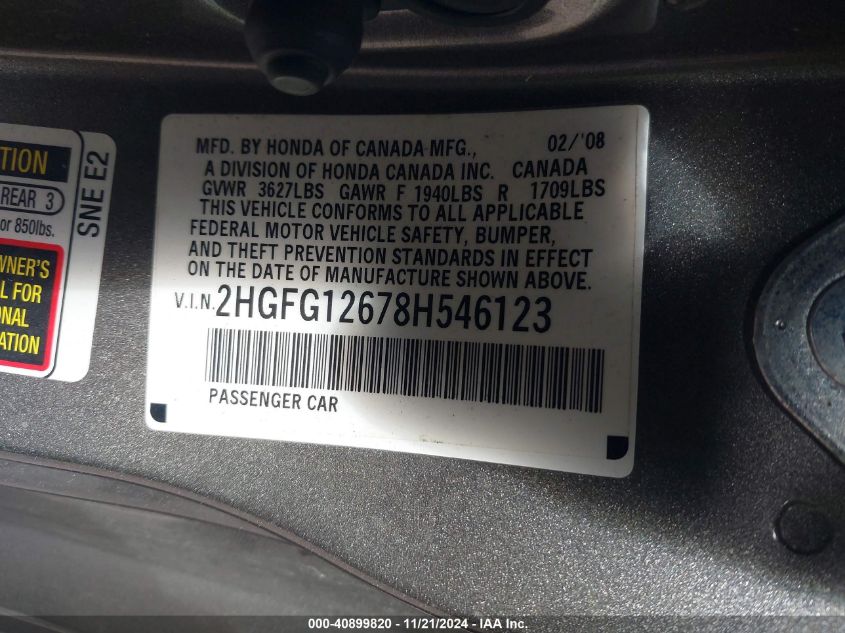 MFD. BY HONDA OF CANADA MFG., 02/'08
A DIVISION OF HONDA CANADA INC. CANADA
GVWR 3627LBS GAWR F 1940LBS R 1709LBS
THIS VEHICLE CONFORMS TO ALL APPLICABLE
FEDERAL MOTOR VEHICLE SAFETY, BUMPER,
AND THEFT PREVENTION STANDARDS IN EFFECT
ON THE DATE OF MANUFACTURE SHOWN ABOVE.
V.I.N. 2HGFG12678H546123
PASSENGER CAR
TION
REAR 3
or 850lbs.
WNER'S
L FOR
ONAL
ATION
SNE E2
000-40899820 - 11/21/2024 - IAA Inc.